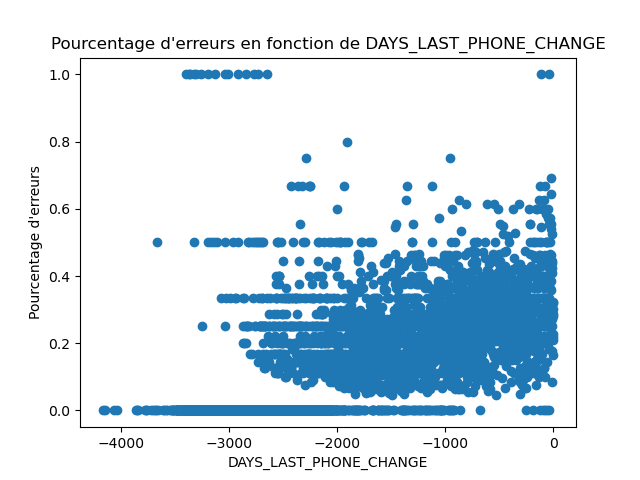 Pourcentage d'erreurs en fonction de DAYS_LAST_PHONE_CHANGE
1.0
0.8
0.6
0.4
0.2
0.0
Pourcentage d'erreurs
−4000 −3000 −2000 −1000 0
DAYS_LAST_PHONE_CHANGE